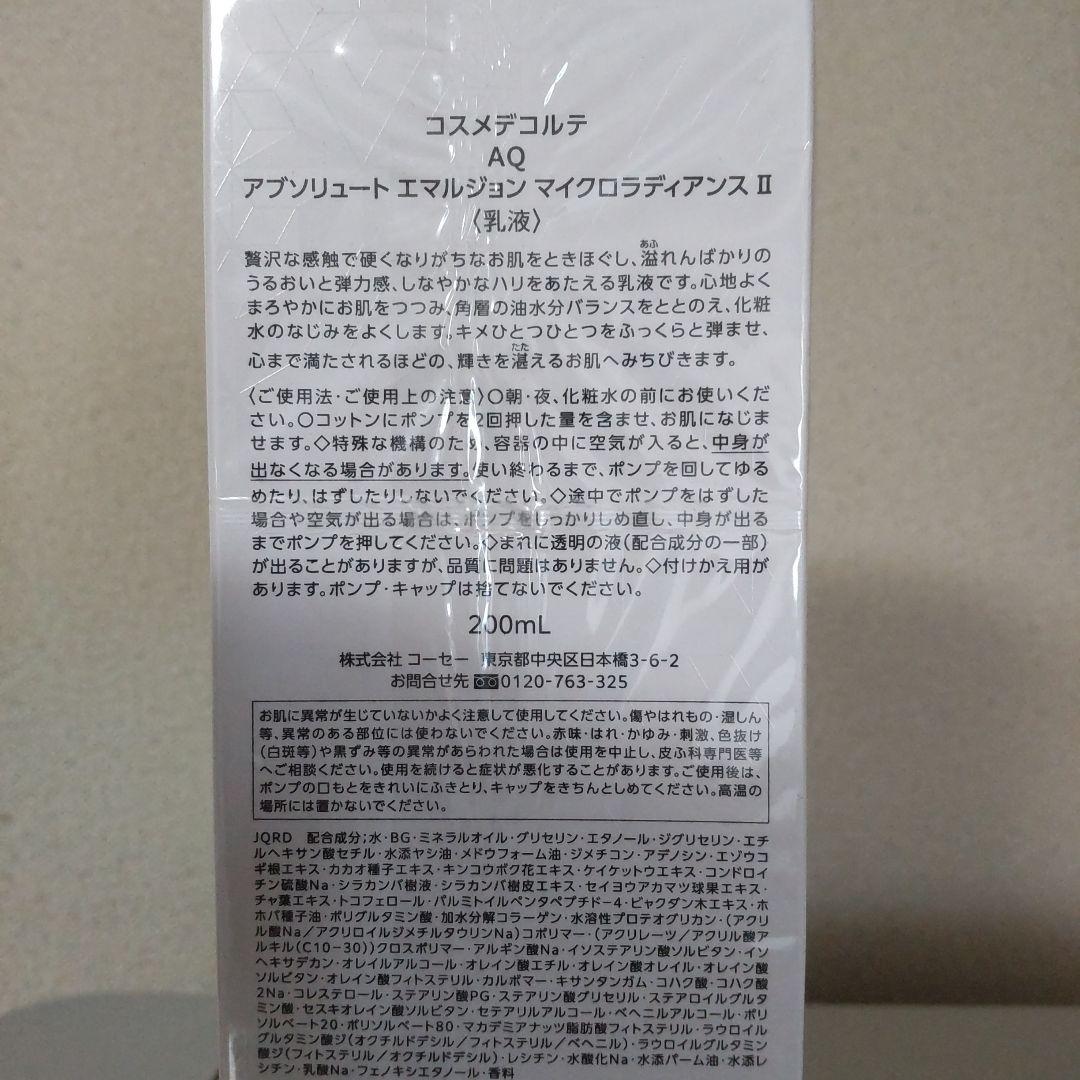 コスメデコルテ
AQ
アブソリュート エマルジョン マイクロラディアンス II
〈乳液〉
贅沢な感触で硬くなりがちなお肌をときほぐし、溢れんばかりの
うるおいと弾力感、しなやかなハリをあたえる乳液です。心地よく
まろやかにお肌をつつみ、角層の油水分バランスをととのえ、化粧
水のなじみをよくします。キメひとつひとつをふっくらと弾ませ、
心まで満たされるほどの、輝きを湛えるお肌へみちびきます。
〈ご使用法・ご使用上の注意〉〇朝・夜、化粧水の前にお使いくだ
さい。〇コットンにポンプを2回押した量を含ませ、お肌になじま
せます。◇特殊な機構のため、容器の中に空気が入ると、中身が
出なくなる場合があります。使い終わるまで、ポンプを回してゆる
めたり、はずしたりしないでください。◇途中でポンプをはずした
場合や空気が出る場合は、ポンプをしっかりしめ直し、中身が出る
までポンプを押してください。◇まれに透明の液(配合成分の一部)
が出ることがありますが、品質に問題はありません。◇付けかえ用が
あります。ポンプ・キャップは捨てないでください。
200mL
株式会社 コーセー 東京都中央区日本橋3-6-2
お問合せ先 0120-763-325
お肌に異常が生じていないかよく注意して使用してください。傷やはれもの・湿しん
等、異常のある部位には使わないでください。赤味・はれ・かゆみ・刺激、色抜け
(白斑等)や黒ずみ等の異常があらわれた場合は使用を中止し、皮ふ科専門医等
へご相談ください。使用を続けると症状が悪化することがあります。ご使用後は、
ポンプの口もとをきれいにふきとり、キャップをきちんとしめてください。高温の
場所には置かないでください。
JQRD 配合成分;水・BG・ミネラルオイル・グリセリン・エタノール・ジグリセリン・エチ
ルヘキサン酸セチル・水添ヤシ油・メドウフォーム油・ジメチコン・アデノシン・エゾウコ
ギ根エキス・カカオ種子エキス・キンコウボク花エキス・ケイケットウエキス・コンドロイ
チン硫酸Na・シラカンバ樹液・シラカンバ樹皮エキス・セイヨウアカマツ球果エキス・
チャ葉エキス・トコフェロール・パルミトイルペンタペプチド-4・ビャクダン木エキス・ホ
ホバ種子油・ポリグルタミン酸・加水分解コラーゲン・水溶性プロテオグリカン・(アクリ
ル酸Na/アクリロイルジメチルタウリンNa)コポリマー・(アクリレーツ/アクリル酸ア
ルキル(C10-30))クロスポリマー・アルギン酸Na・イソステアリン酸ソルビタン・イソ
ヘキサデカン・オレイルアルコール・オレイン酸エチル・オレイン酸オレイル・オレイン酸
ソルビタン・オレイン酸フィトステリル・カルボマー・キサンタンガム・コハク酸・コハク酸
2Na・コレステロール・ステアリン酸PG・ステアリン酸グリセリル・ステアロイルグルタ
ミン酸・セスキオレイン酸ソルビタン・セテアリルアルコール・ベヘニルアルコール・ポリ
ソルベート20・ポリソルベート80・マカデミアナッツ脂肪酸フィトステリル・ラウロイル
グルタミン酸ジ(オクチルドデシル/フィトステリル/ベヘニル)・ラウロイルグルタミン
酸ジ(フィトステリル/オクチルドデシル)・レシチン・水酸化Na・水添パーム油・水添レ
シチン・乳酸Na・フェノキシエタノール・香料